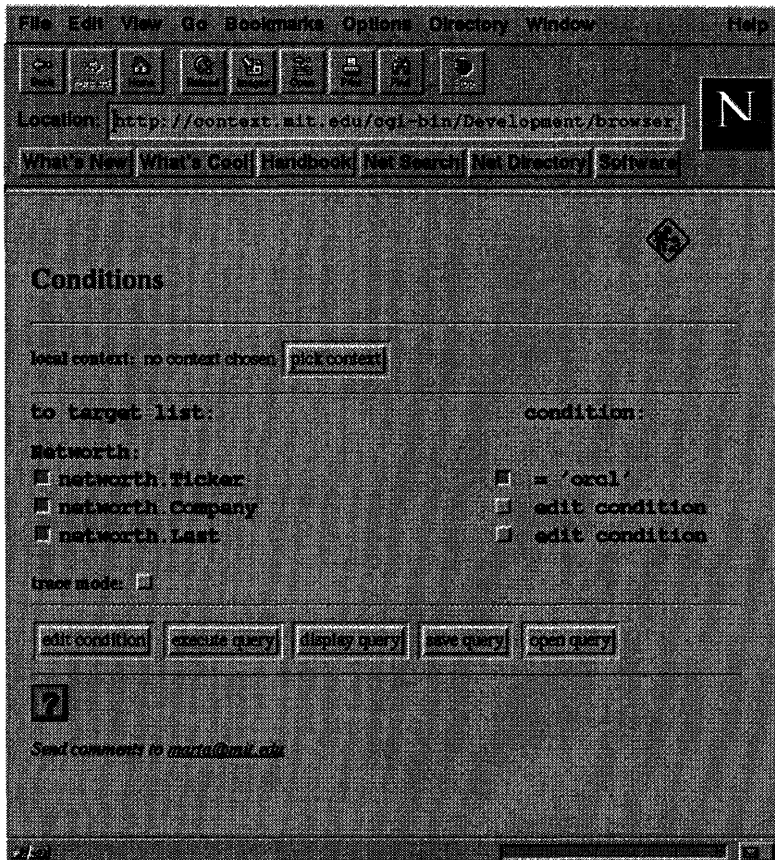 File Edit View Go Bookmarks Options Directory Window Help
Location: http://context.mit.edu/cgi-bin/Development/browser
N
What's New! What's Cool! Handbook Net Search Net Directory Software
Conditions
local context: no context chosen pick context
to target list: condition:
Networth:
networth.Ticker = 'orcl'
networth.Company edit condition
networth.Last edit condition
trace mode:
edit condition execute query display query save query open query
?
Send comments to marta@mit.edu